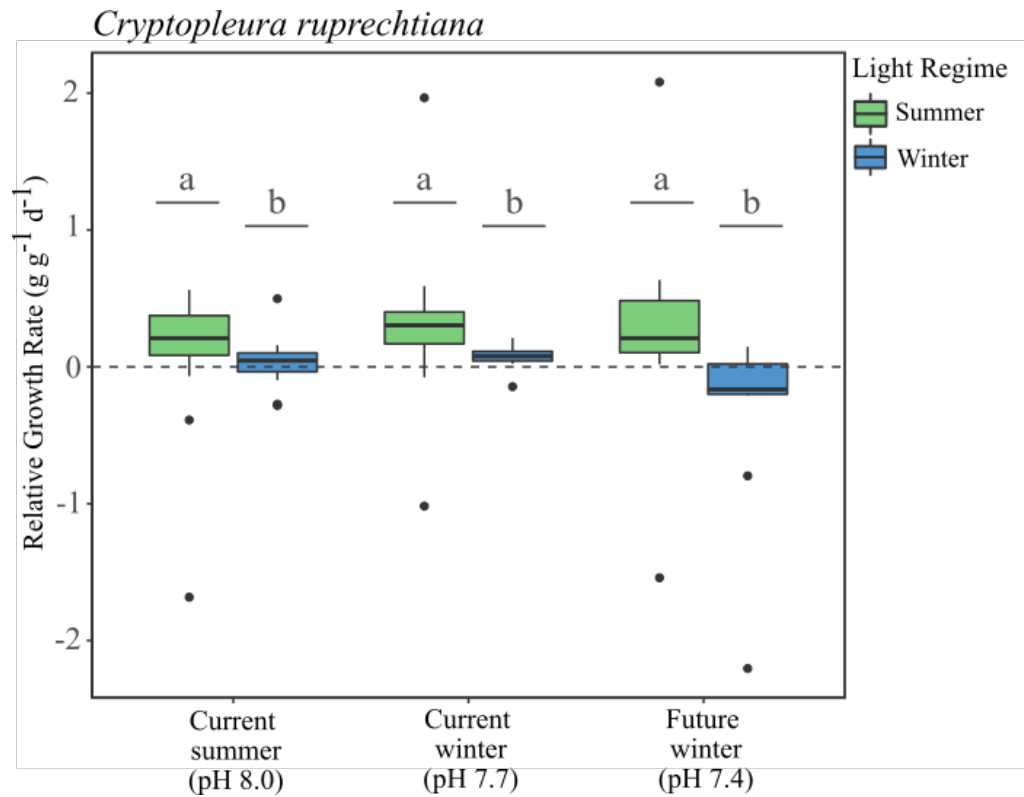 Cryptopleura ruprechtiana
Light Regime
Summer
Winter
Relative Growth Rate (g g-1 d-1)
2
1
0
-1
-2
a
b
a
b
a
b
Current
summer
(pH 8.0)
Current
winter
(pH 7.7)
Future
winter
(pH 7.4)